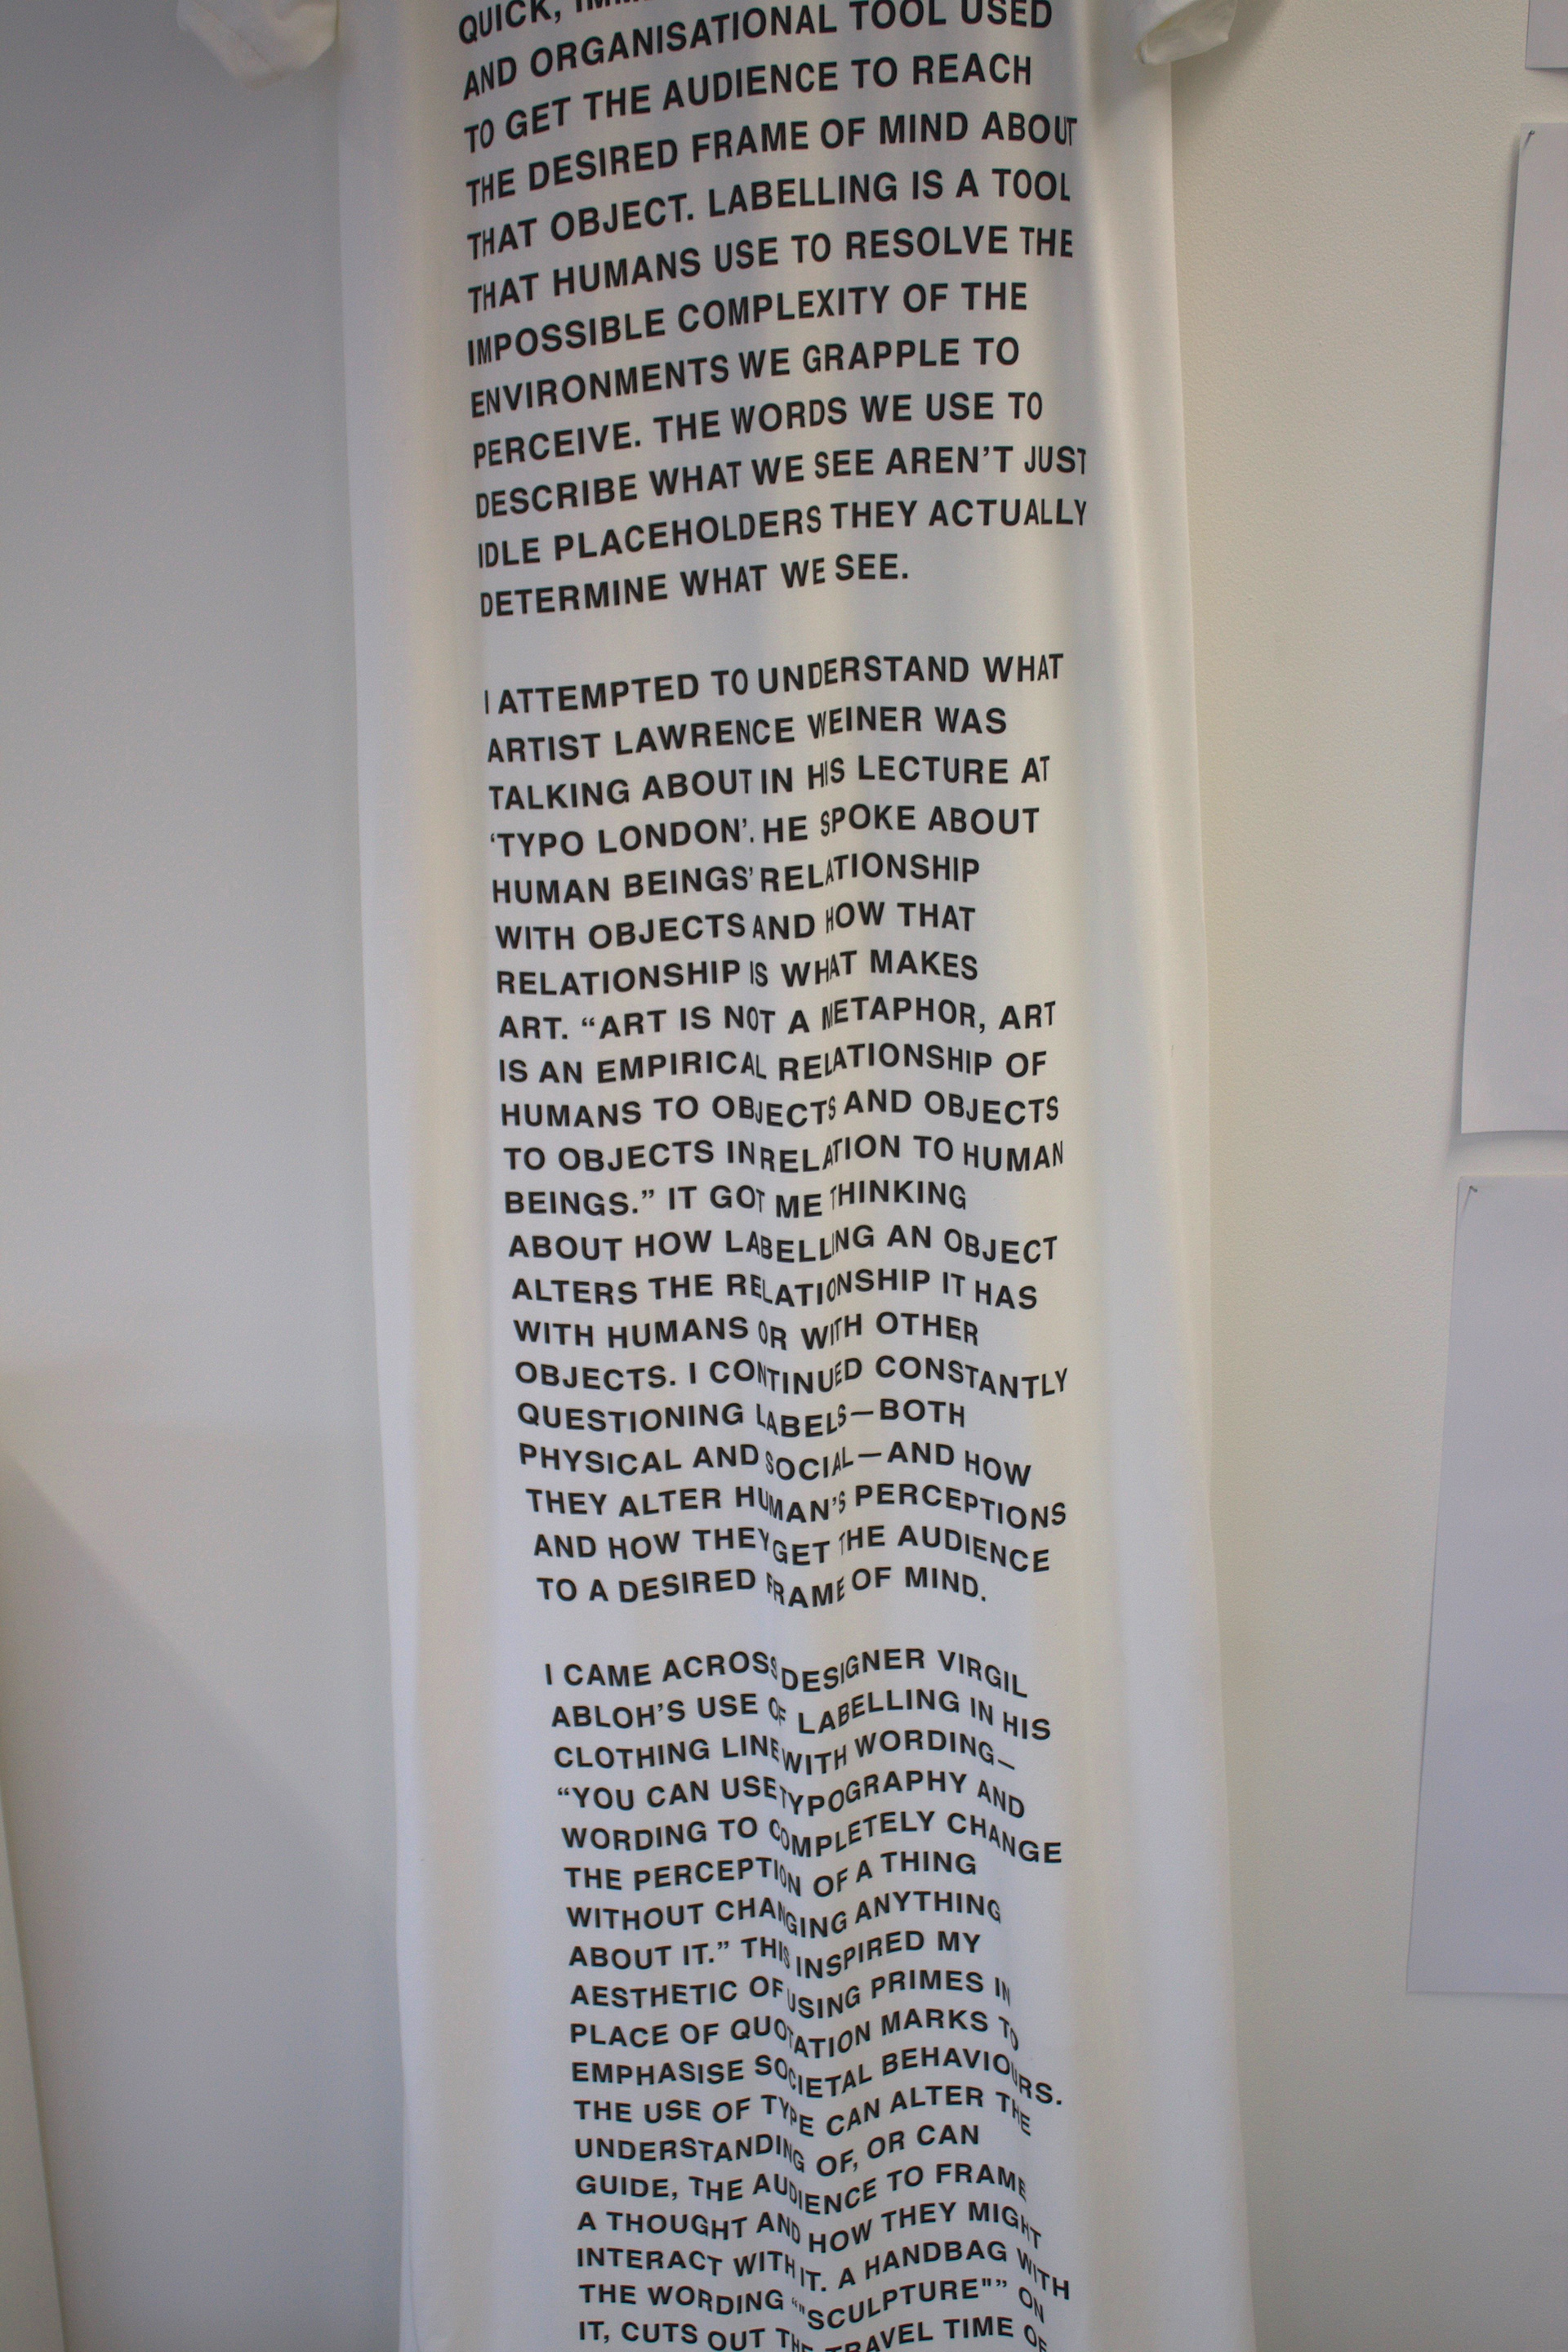 QUICK,
AND ORGANISATIONAL TOOL USED
TO GET THE AUDIENCE TO REACH
THE DESIRED FRAME OF MIND ABOUT
THAT OBJECT. LABELLING IS A TOOL
THAT HUMANS USE TO RESOLVE THE
IMPOSSIBLE COMPLEXITY OF THE
ENVIRONMENTS WE GRAPPLE TO
PERCEIVE. THE WORDS WE USE TO
DESCRIBE WHAT WE SEE AREN’T JUST
IDLE PLACEHOLDERS THEY ACTUALLY
DETERMINE WHAT WE SEE.
I ATTEMPTED TO UNDERSTAND WHAT
ARTIST LAWRENCE WEINER WAS
TALKING ABOUT IN HIS LECTURE AT
‘TYPO LONDON’. HE SPOKE ABOUT
HUMAN BEINGS’ RELATIONSHIP
WITH OBJECTS AND HOW THAT
RELATIONSHIP IS WHAT MAKES
ART. “ART IS NOT A METAPHOR, ART
IS AN EMPIRICAL RELATIONSHIP OF
HUMANS TO OBJECTS AND OBJECTS
TO OBJECTS IN RELATION TO HUMAN
BEINGS.” IT GOT ME THINKING
ABOUT HOW LABELLING AN OBJECT
ALTERS THE RELATIONSHIP IT HAS
WITH HUMANS OR WITH OTHER
OBJECTS. I CONTINUED CONSTANTLY
QUESTIONING LABELS—BOTH
PHYSICAL AND SOCIAL—AND HOW
THEY ALTER HUMAN’S PERCEPTIONS
AND HOW THEY GET THE AUDIENCE
TO A DESIRED FRAME OF MIND.
I CAME ACROSS DESIGNER VIRGIL
ABLOH’S USE OF LABELLING IN HIS
CLOTHING LINE WITH WORDING—
“YOU CAN USE TYPOGRAPHY AND
WORDING TO COMPLETELY CHANGE
THE PERCEPTION OF A THING
WITHOUT CHANGING ANYTHING
ABOUT IT.” THIS INSPIRED MY
AESTHETIC OF USING PRIMES IN
PLACE OF QUOTATION MARKS TO
EMPHASISE SOCIETAL BEHAVIOURS.
THE USE OF TYPE CAN ALTER THE
UNDERSTANDING OF, OR CAN
GUIDE, THE AUDIENCE TO FRAME
A THOUGHT AND HOW THEY MIGHT
INTERACT WITH IT. A HANDBAG WITH
THE WORDING “"SCULPTURE"” ON
IT, CUTS OUT THE TRAVEL TIME OF